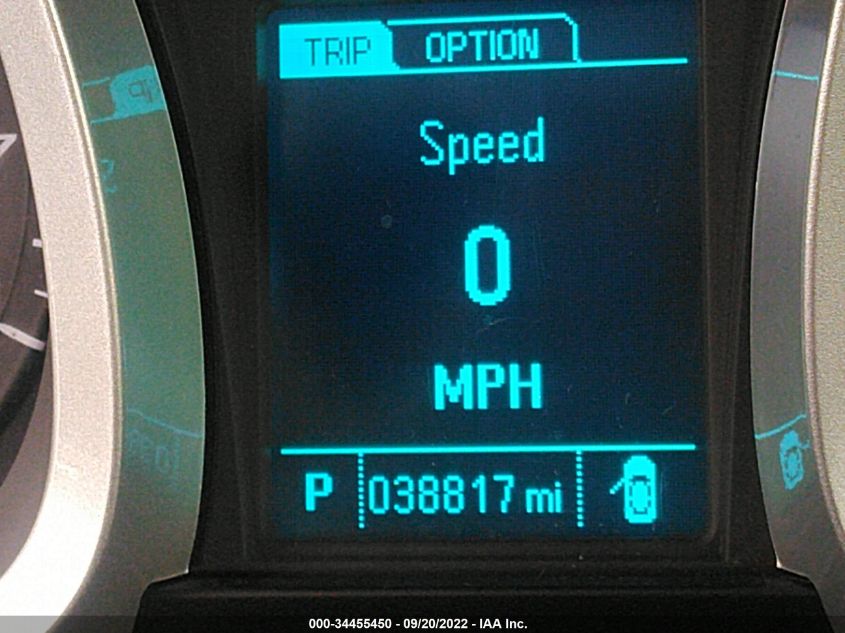 TRIP OPTION
Speed
0
MPH
P 038817 mi
000-34455450 - 09/20/2022 - IAA Inc.